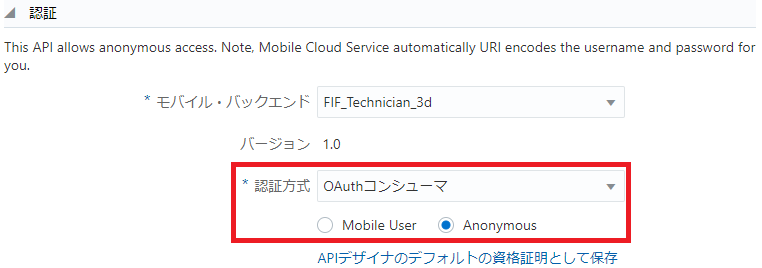 認証
This API allows anonymous access. Note, Mobile Cloud Service automatically URI encodes the username and password for
you.
* モバイル・バックエンド FIF_Technician_3d
バージョン 1.0
* 認証方式 OAuthコンシューマ
Mobile User Anonymous
APIデザイナのデフォルトの資格証明として保存